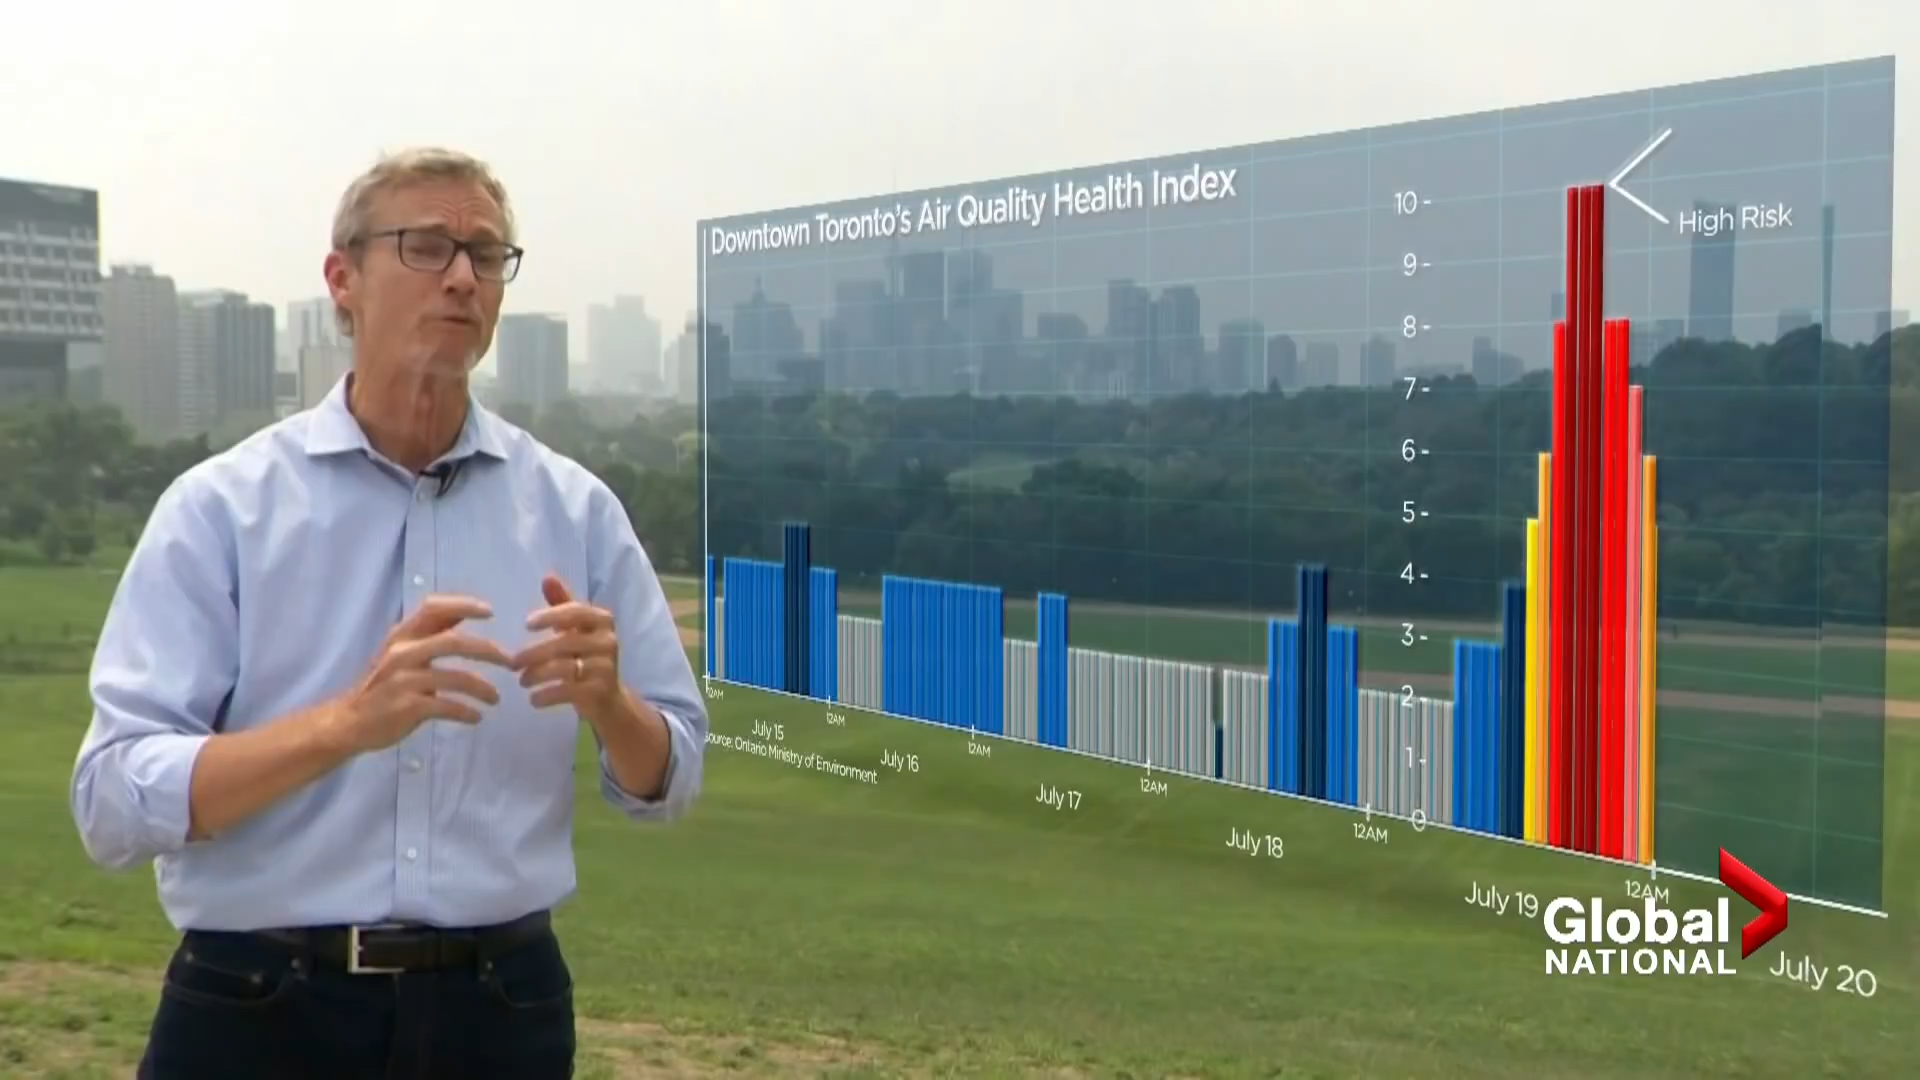 Downtown Toronto's Air Quality Health Index
10 -
High Risk
9 -
8 -
7 -
6 -
5 -
4 -
3 -
2 -
1 -
0 -
12AM
12AM
12AM
12AM
12AM
12AM
July 15
July 16
July 17
July 18
July 19
July 20
Source: Ontario Ministry of Environment
Global
NATIONAL